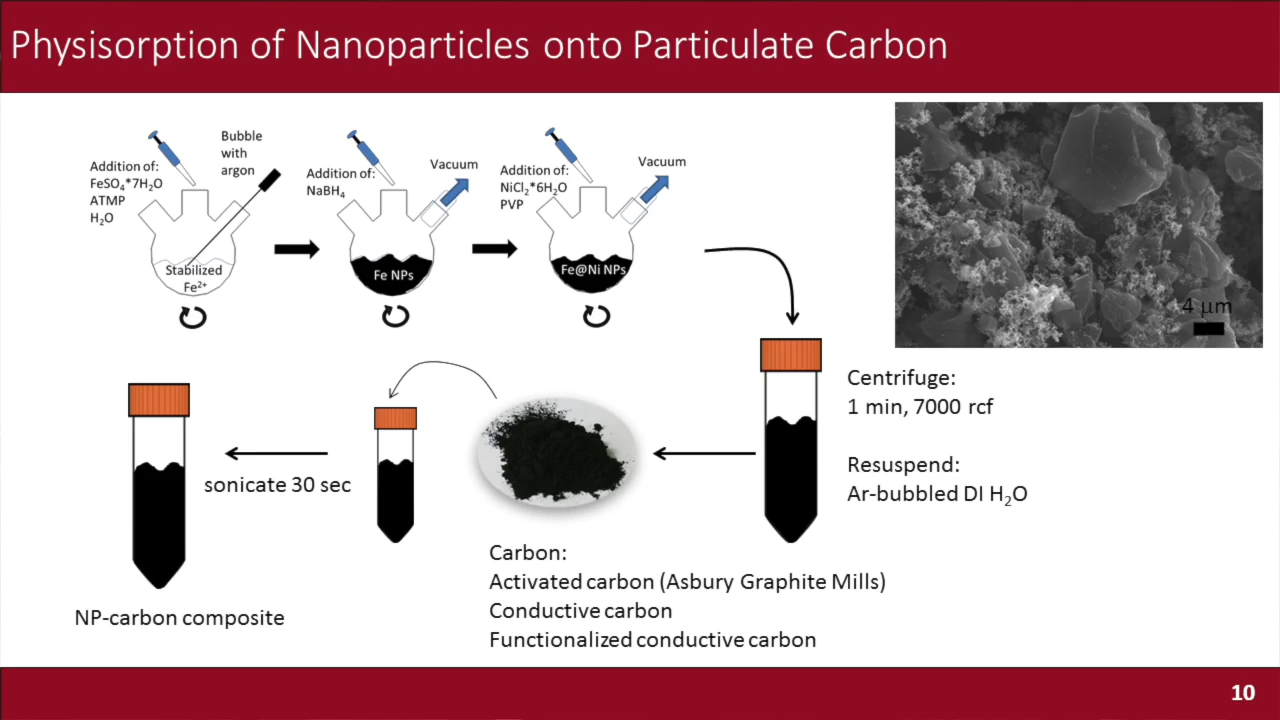 Physisorption of Nanoparticles onto Particulate Carbon
Addition of:
FeSO₄*7H₂O
ATMP
H₂O
Bubble
with
argon
Stabilized
Fe²⁺
Addition of:
NaBH₄
Vacuum
Fe NPs
Addition of:
NiCl₂*6H₂O
PVP
Vacuum
Fe@Ni NPs
4 μm
Centrifuge:
1 min, 7000 rcf
Resuspend:
Ar-bubbled DI H₂O
sonicate 30 sec
Carbon:
Activated carbon (Asbury Graphite Mills)
Conductive carbon
Functionalized conductive carbon
NP-carbon composite
10